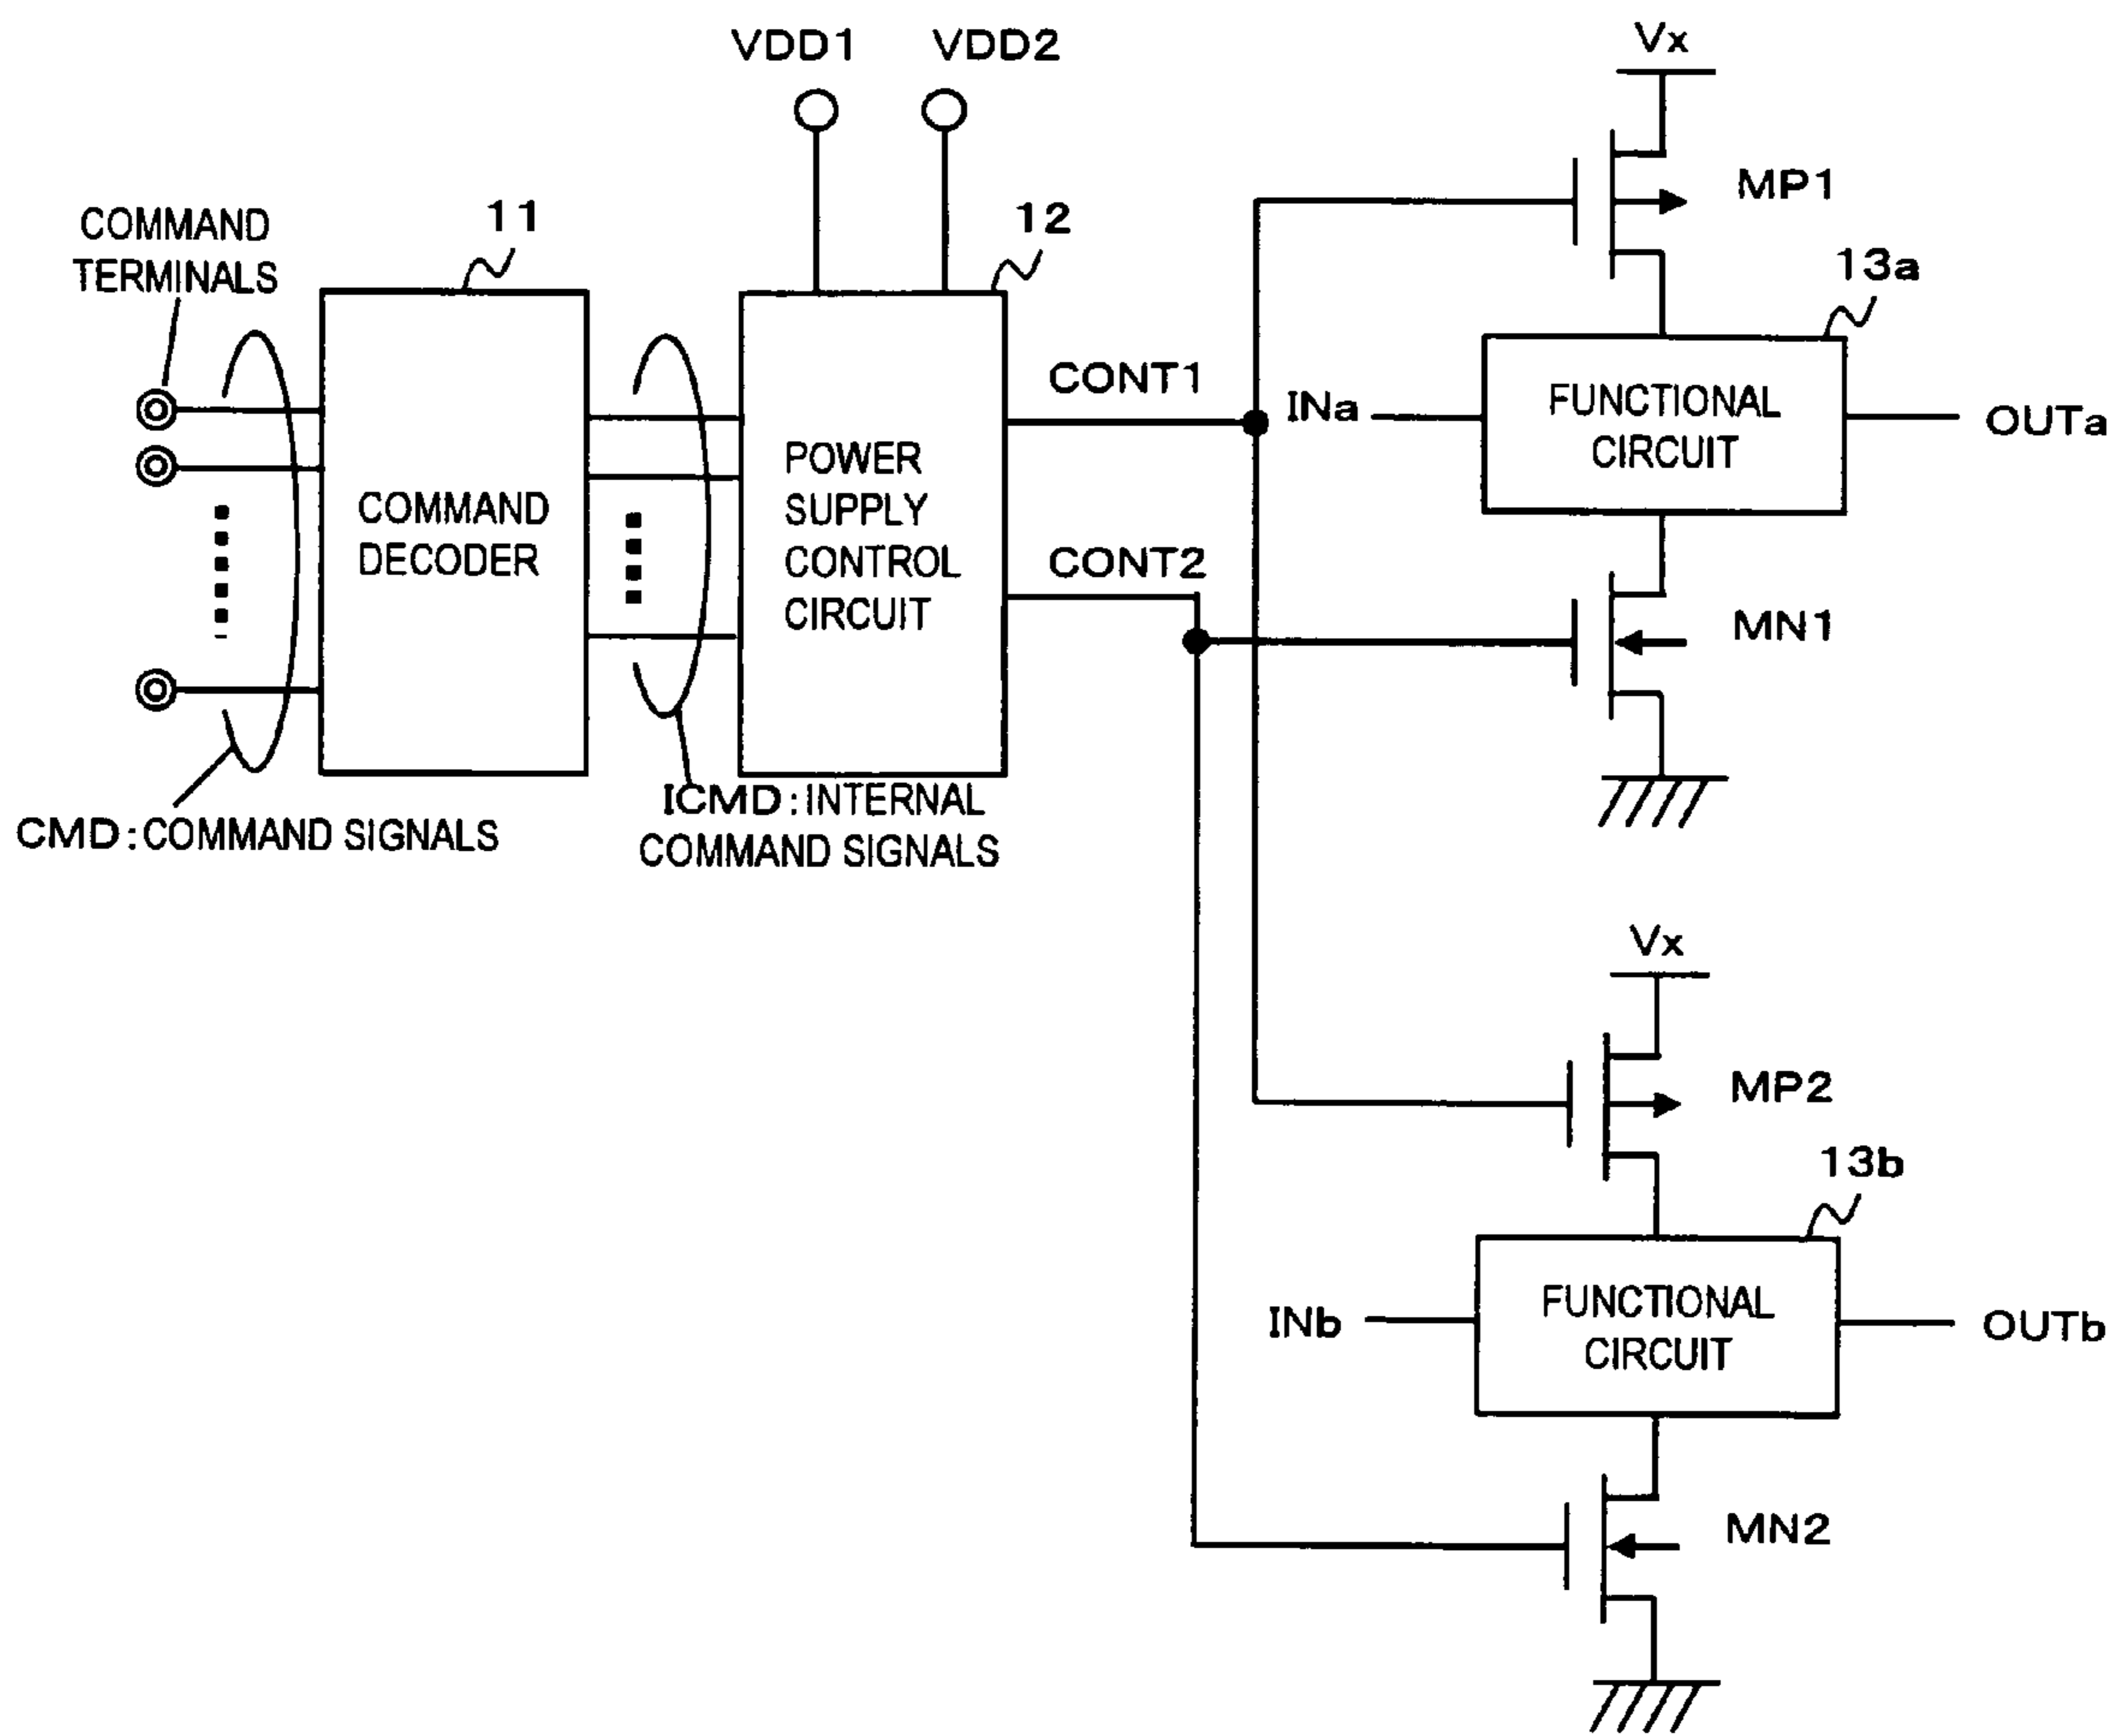 VDD1
VDD2
Vx
MP1
COMMAND
TERMINALS
11
12
13a
CONT1
INa
FUNCTIONAL
CIRCUIT
OUTa
COMMAND
DECODER
POWER
SUPPLY
CONTROL
CIRCUIT
CONT2
MN1
CMD:COMMAND SIGNALS
ICMD:INTERNAL
COMMAND SIGNALS
Vx
MP2
13b
INb
FUNCTIONAL
CIRCUIT
OUTb
MN2